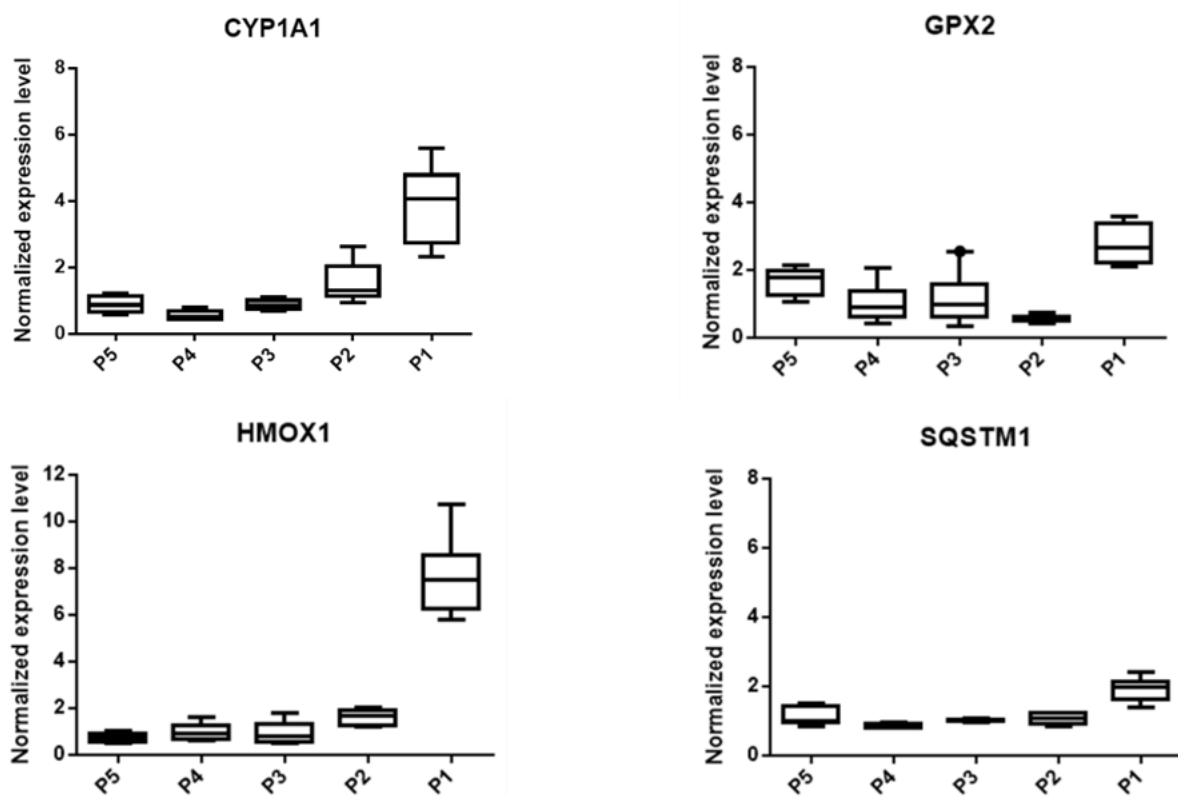 CYP1A1
Normalized expression level
8
6
4
2
0
P5 P4 P3 P2 P1
GPX2
Normalized expression level
8
6
4
2
0
P5 P4 P3 P2 P1
HMOX1
Normalized expression level
12
10
8
6
4
2
0
P5 P4 P3 P2 P1
SQSTM1
Normalized expression level
8
6
4
2
0
P5 P4 P3 P2 P1